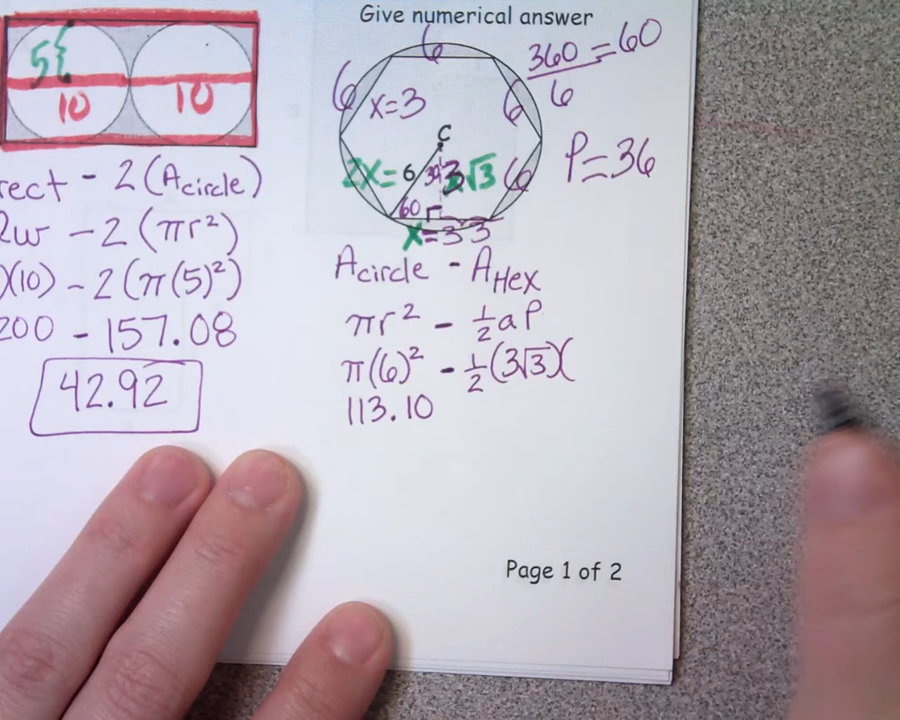 5{
10 10
rect - 2(Acircle)
2w - 2(πr²)
)(10) - 2(π(5)²)
200 - 157.08
42.92
Give numerical answer
6
6 6
x=3
360/6 = 60
C
2x= 6 30 3√3 6
P=36
60
x=3 3
Acircle - AHex
πr² - ½aP
π(6)² - ½(3√3)(
113.10
Page 1 of 2